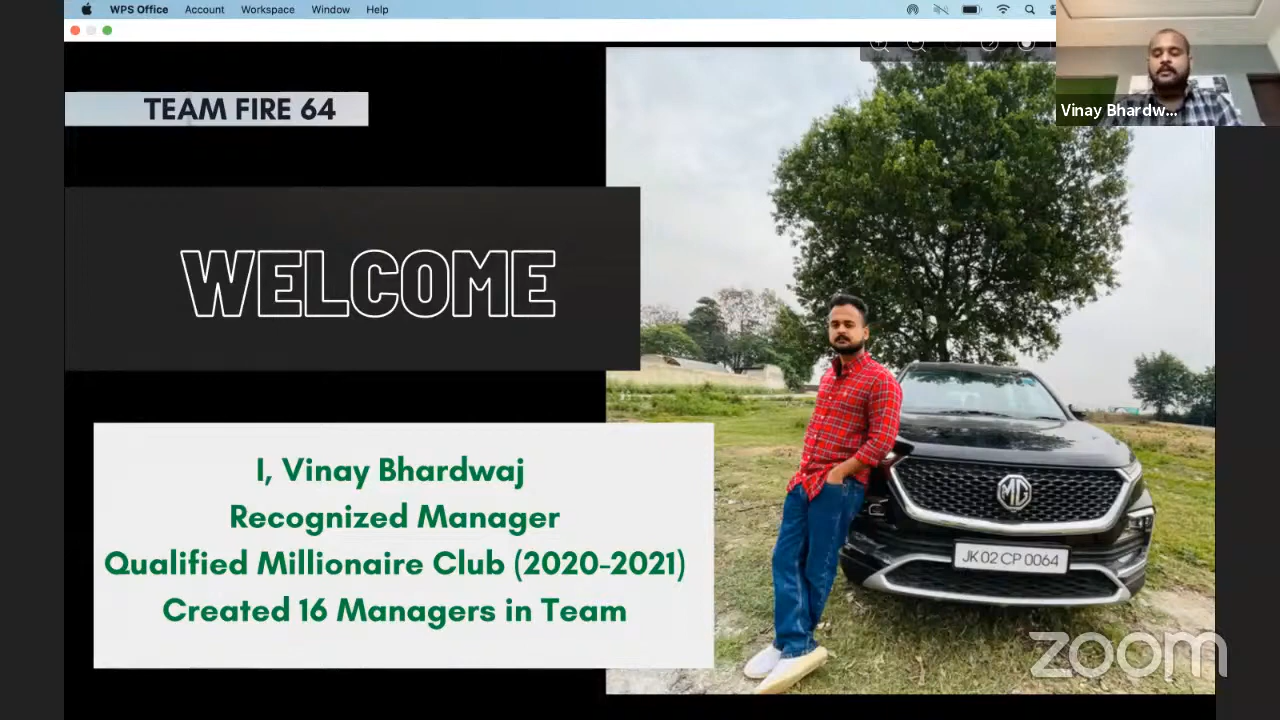 WPS Office Account Workspace Window Help
TEAM FIRE 64
Vinay Bhardw...
WELCOME
I, Vinay Bhardwaj
Recognized Manager
Qualified Millionaire Club (2020-2021)
Created 16 Managers in Team
MG
JK 02 CP 0064
zoom